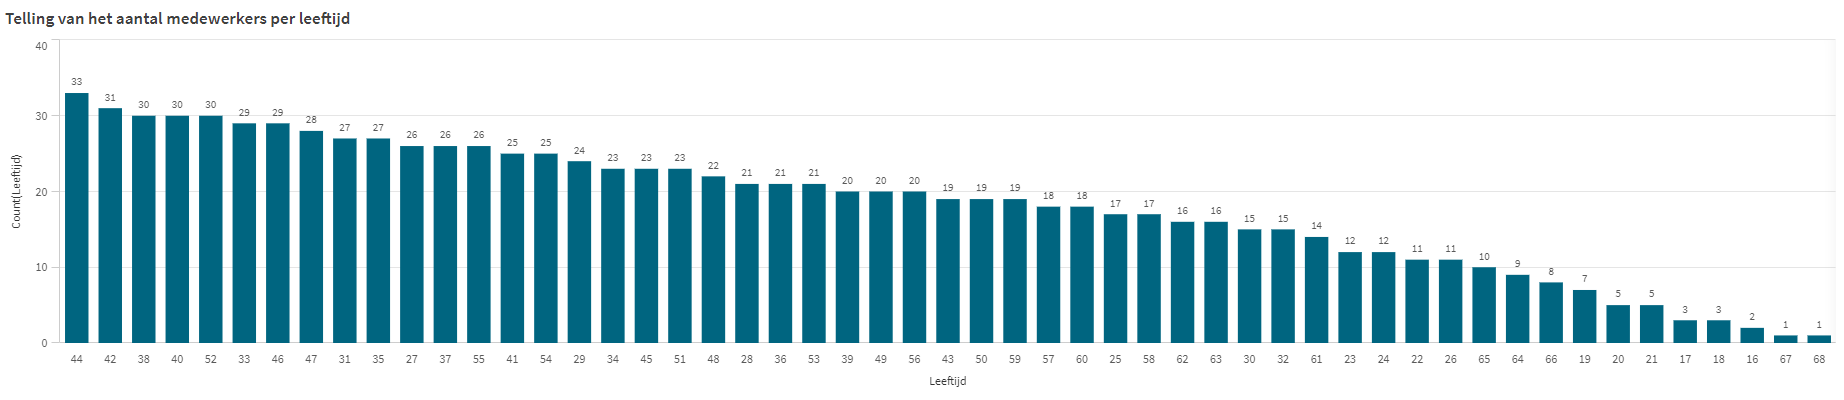 Telling van het aantal medewerkers per leeftijd
40
30
20
10
0
Count(Leeftijd)
33 31 30 30 30 29 29 28 27 27 26 26 26 25 25 24 23 23 23 22 21 21 21 20 20 20 19 19 19 18 18 17 17 16 16 15 15 14 12 12 11 11 10 9 8 7 5 5 3 3 2 1 1
44 42 38 40 52 33 46 47 31 35 27 37 55 41 54 29 34 45 51 48 28 36 53 39 49 56 43 50 59 57 60 25 58 62 63 30 32 61 23 24 22 26 65 64 66 19 20 21 17 18 16 67 68
Leeftijd